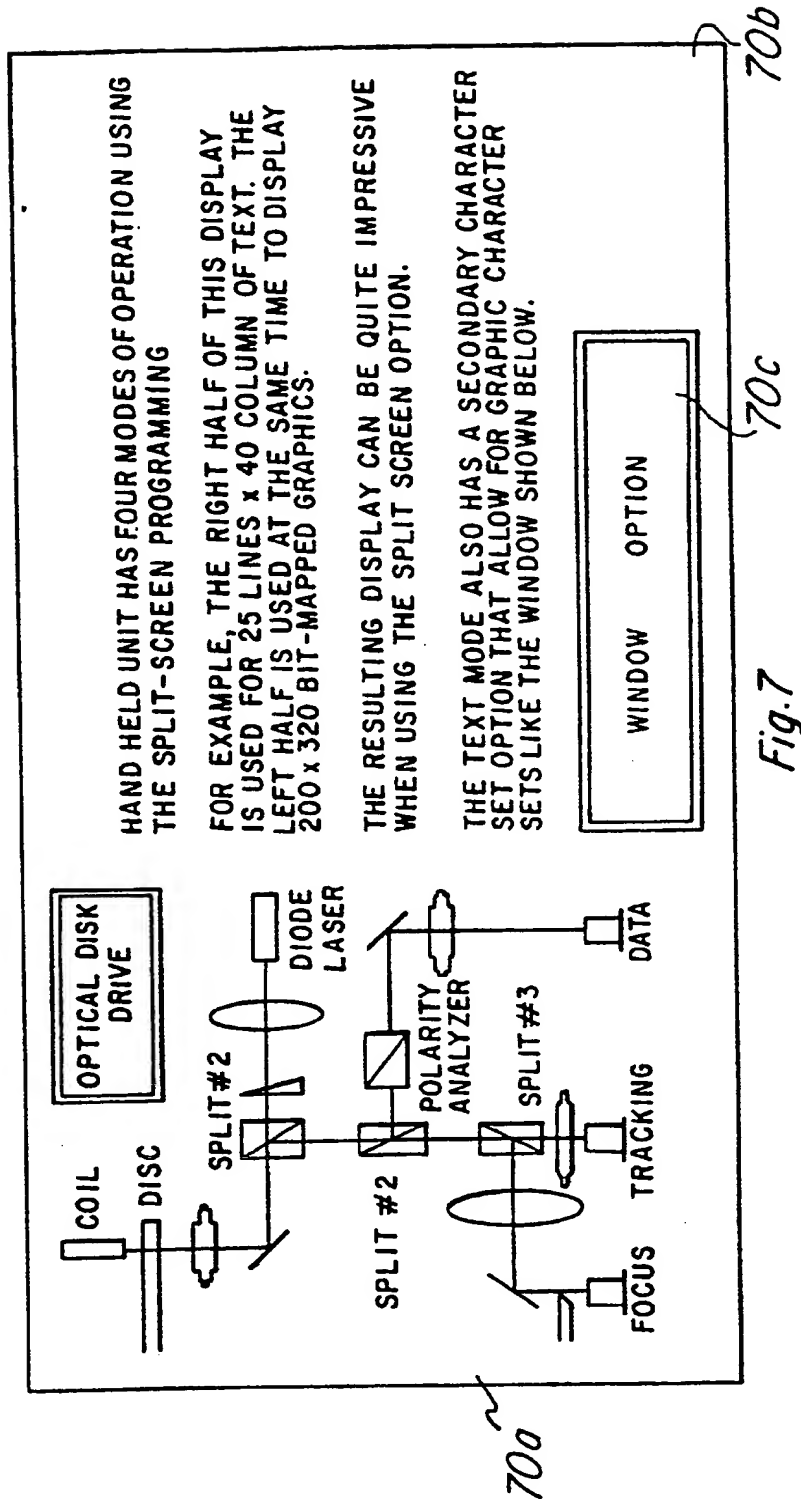 OPTICAL DISK
DRIVE
COIL
DISC
SPLIT #2
DIODE
LASER
SPLIT #2
POLARITY
ANALYZER
SPLIT #3
FOCUS
TRACKING
DATA
HAND HELD UNIT HAS FOUR MODES OF OPERATION USING
THE SPLIT-SCREEN PROGRAMMING
FOR EXAMPLE, THE RIGHT HALF OF THIS DISPLAY
IS USED FOR 25 LINES x 40 COLUMN OF TEXT. THE
LEFT HALF IS USED AT THE SAME TIME TO DISPLAY
200 x 320 BIT-MAPPED GRAPHICS.
THE RESULTING DISPLAY CAN BE QUITE IMPRESSIVE
WHEN USING THE SPLIT SCREEN OPTION.
THE TEXT MODE ALSO HAS A SECONDARY CHARACTER
SET OPTION THAT ALLOW FOR GRAPHIC CHARACTER
SETS LIKE THE WINDOW SHOWN BELOW.
WINDOW OPTION
70a
70c
70b
Fig.7